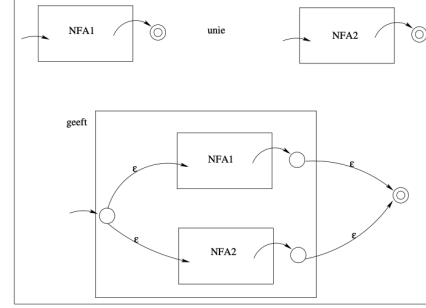 NFA1 unie NFA2
geeft
NFA1
ε ε
ε ε
NFA2